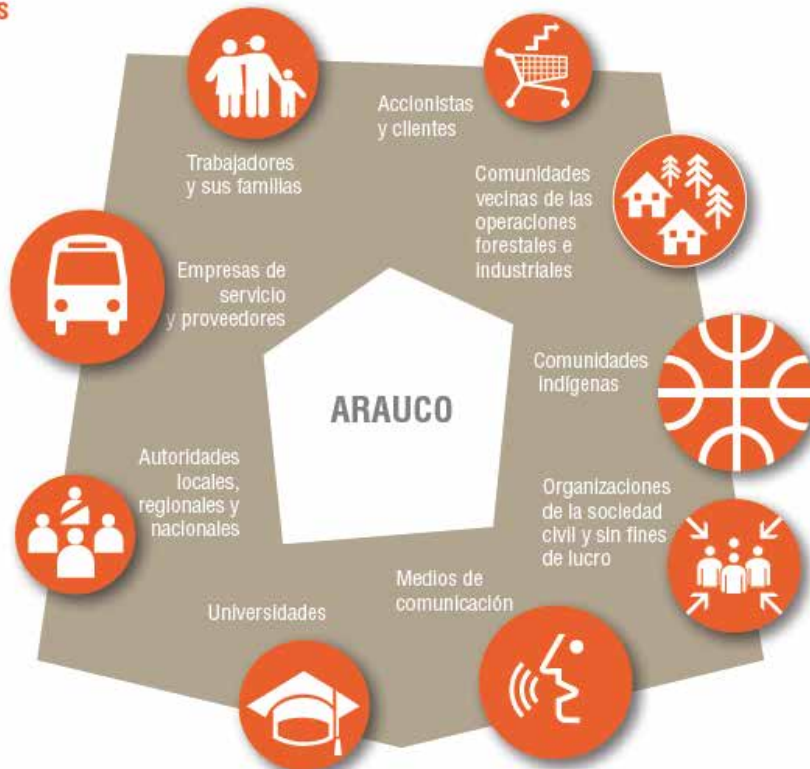 Accionistas
y clientes
Trabajadores
y sus familias
Comunidades
vecinas de las
operaciones
forestales e
industriales
Empresas de
servicio
y proveedores
Comunidades
indígenas
ARAUCO
Autoridades
locales,
regionales y
nacionales
Organizaciones
de la sociedad
civil y sin fines
de lucro
Medios de
comunicación
Universidades